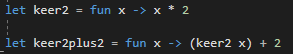 let keer2 = fun x -> x * 2
let keer2plus2 = fun x -> (keer2 x) + 2